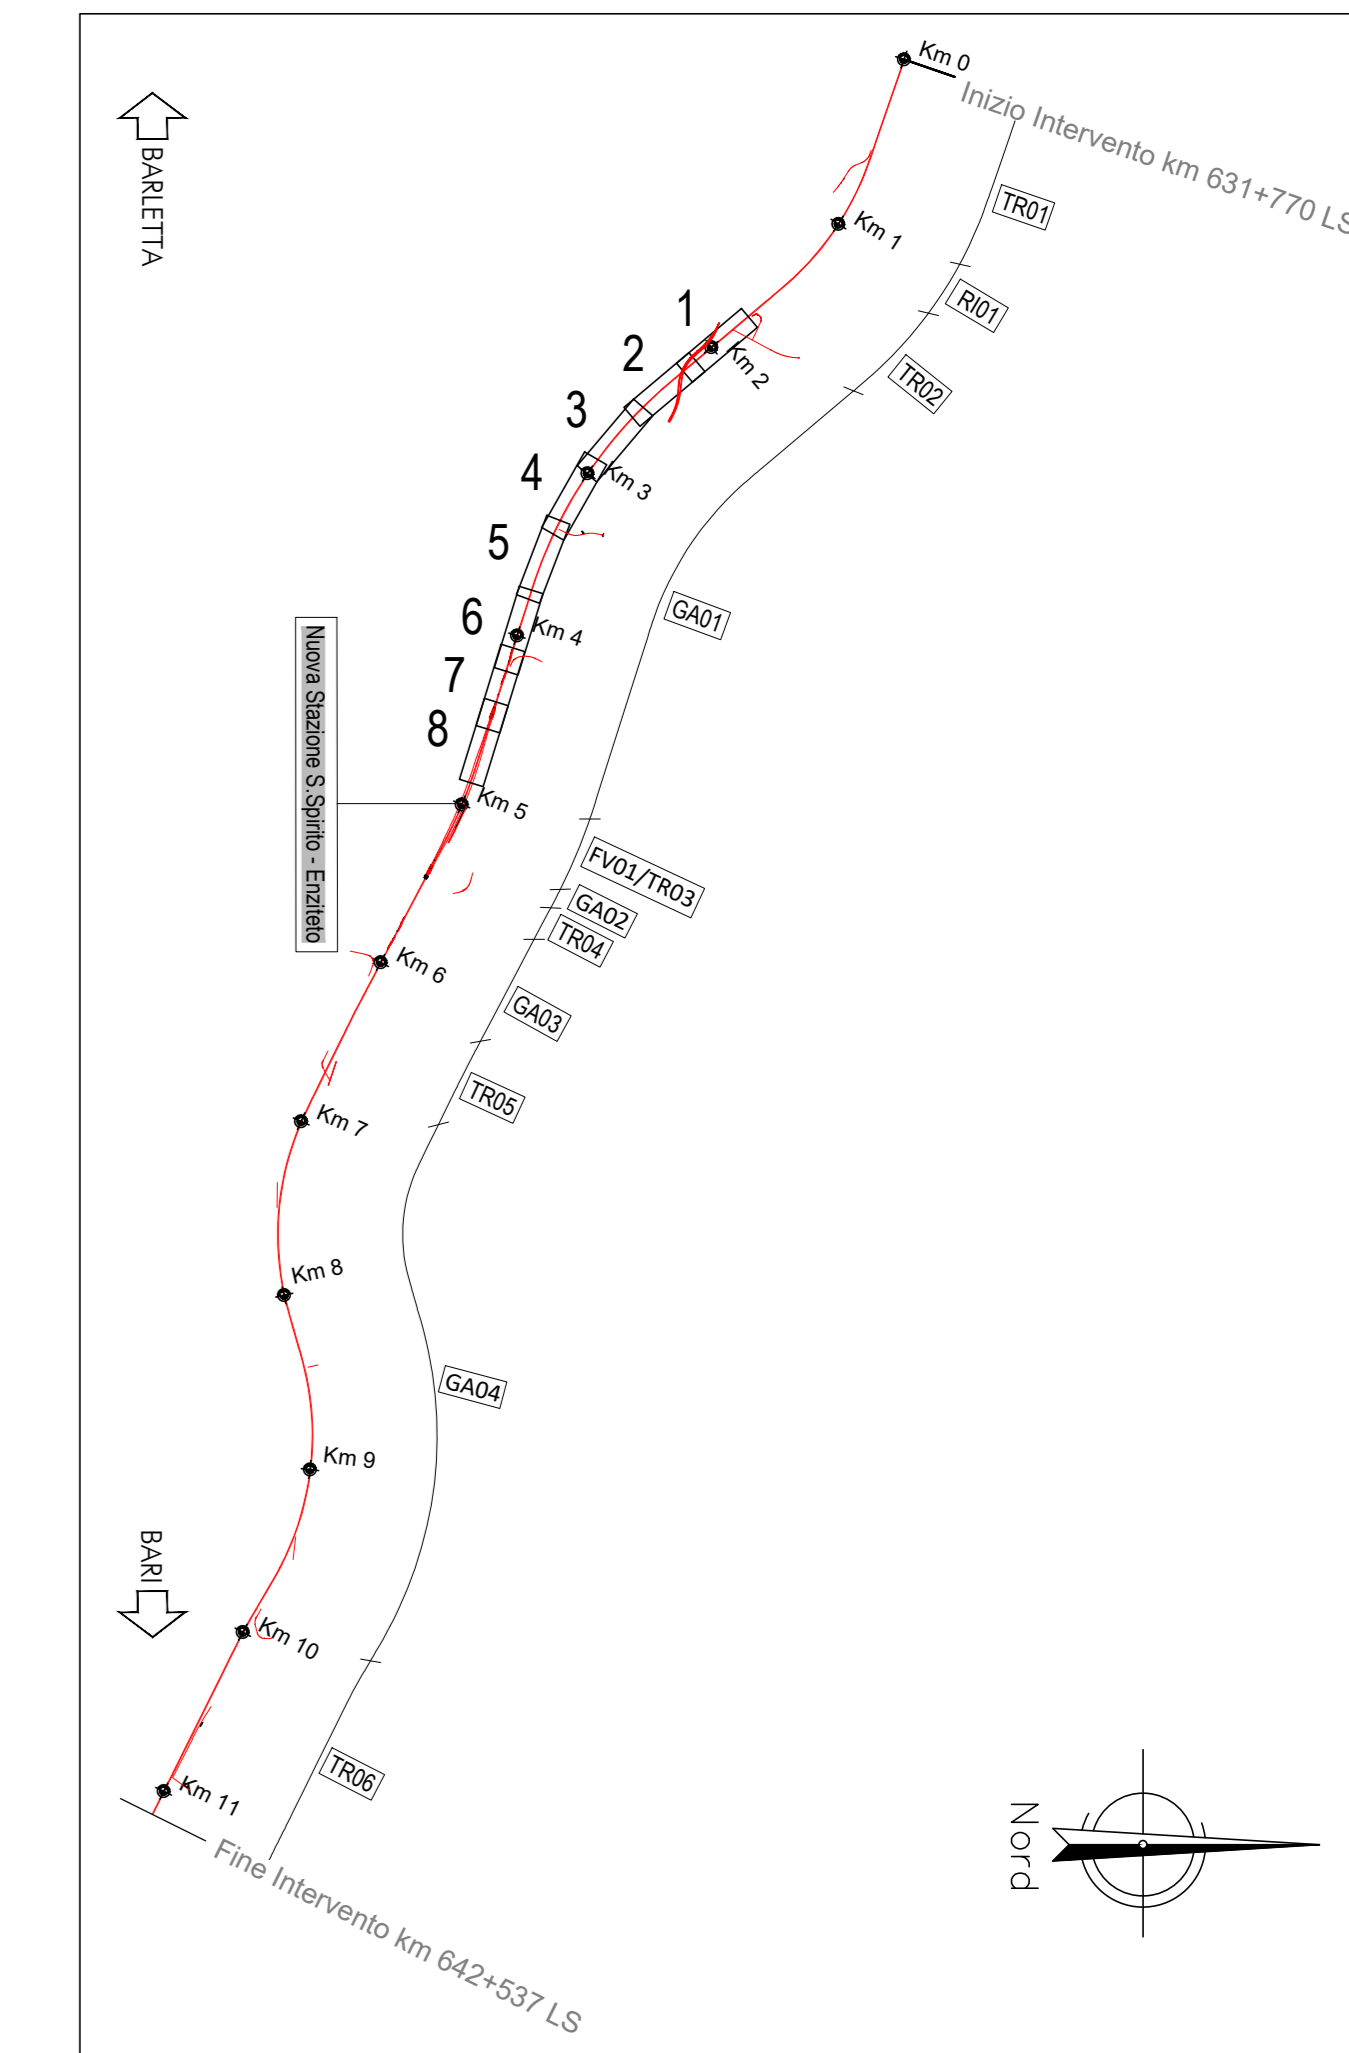 Km 0
Inizio Intervento km 631+770 LS
BARLETTA
TR01
Km 1
RI01
1
Km 2
2
TR02
3
Km 3
4
5
GA01
6
Km 4
7
8
Nuova Stazione S.Spirito - Enziteto
Km 5
FV01/TR03
GA02
TR04
Km 6
GA03
TR05
Km 7
Km 8
GA04
Km 9
BARI
Km 10
TR06
Km 11
Nord
Fine Intervento km 642+537 LS